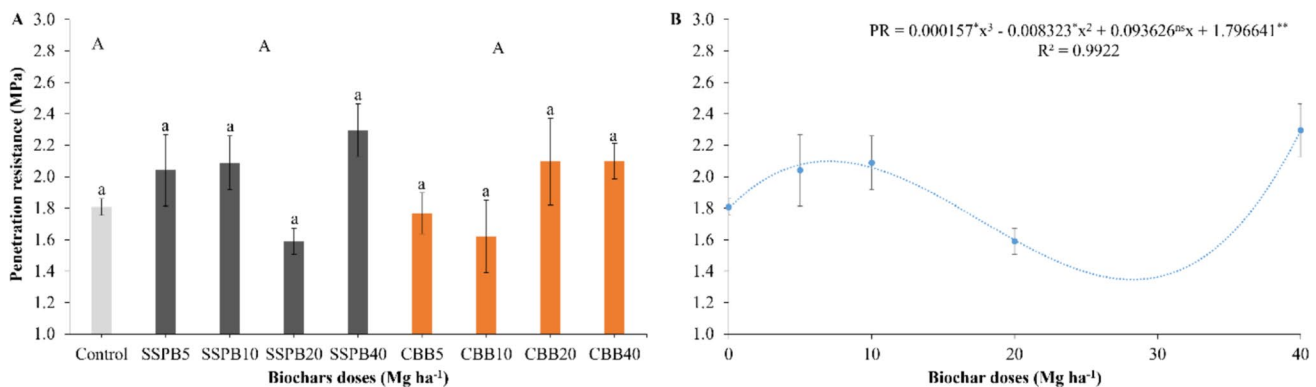 A
3.0
2.8
2.6
2.4
2.2
2.0
1.8
1.6
1.4
1.2
1.0
Penetration resistance (MPa)
A A A
a a a a a a a a a
Control SSPB5 SSPB10 SSPB20 SSPB40 CBB5 CBB10 CBB20 CBB40
Biochars doses (Mg ha⁻¹)
B
3.0
2.8
2.6
2.4
2.2
2.0
1.8
1.6
1.4
1.2
1.0
PR = 0.000157*x³ - 0.008323*x² + 0.093626ⁿˢx + 1.796641**
R² = 0.9922
0 10 20 30 40
Biochar doses (Mg ha⁻¹)